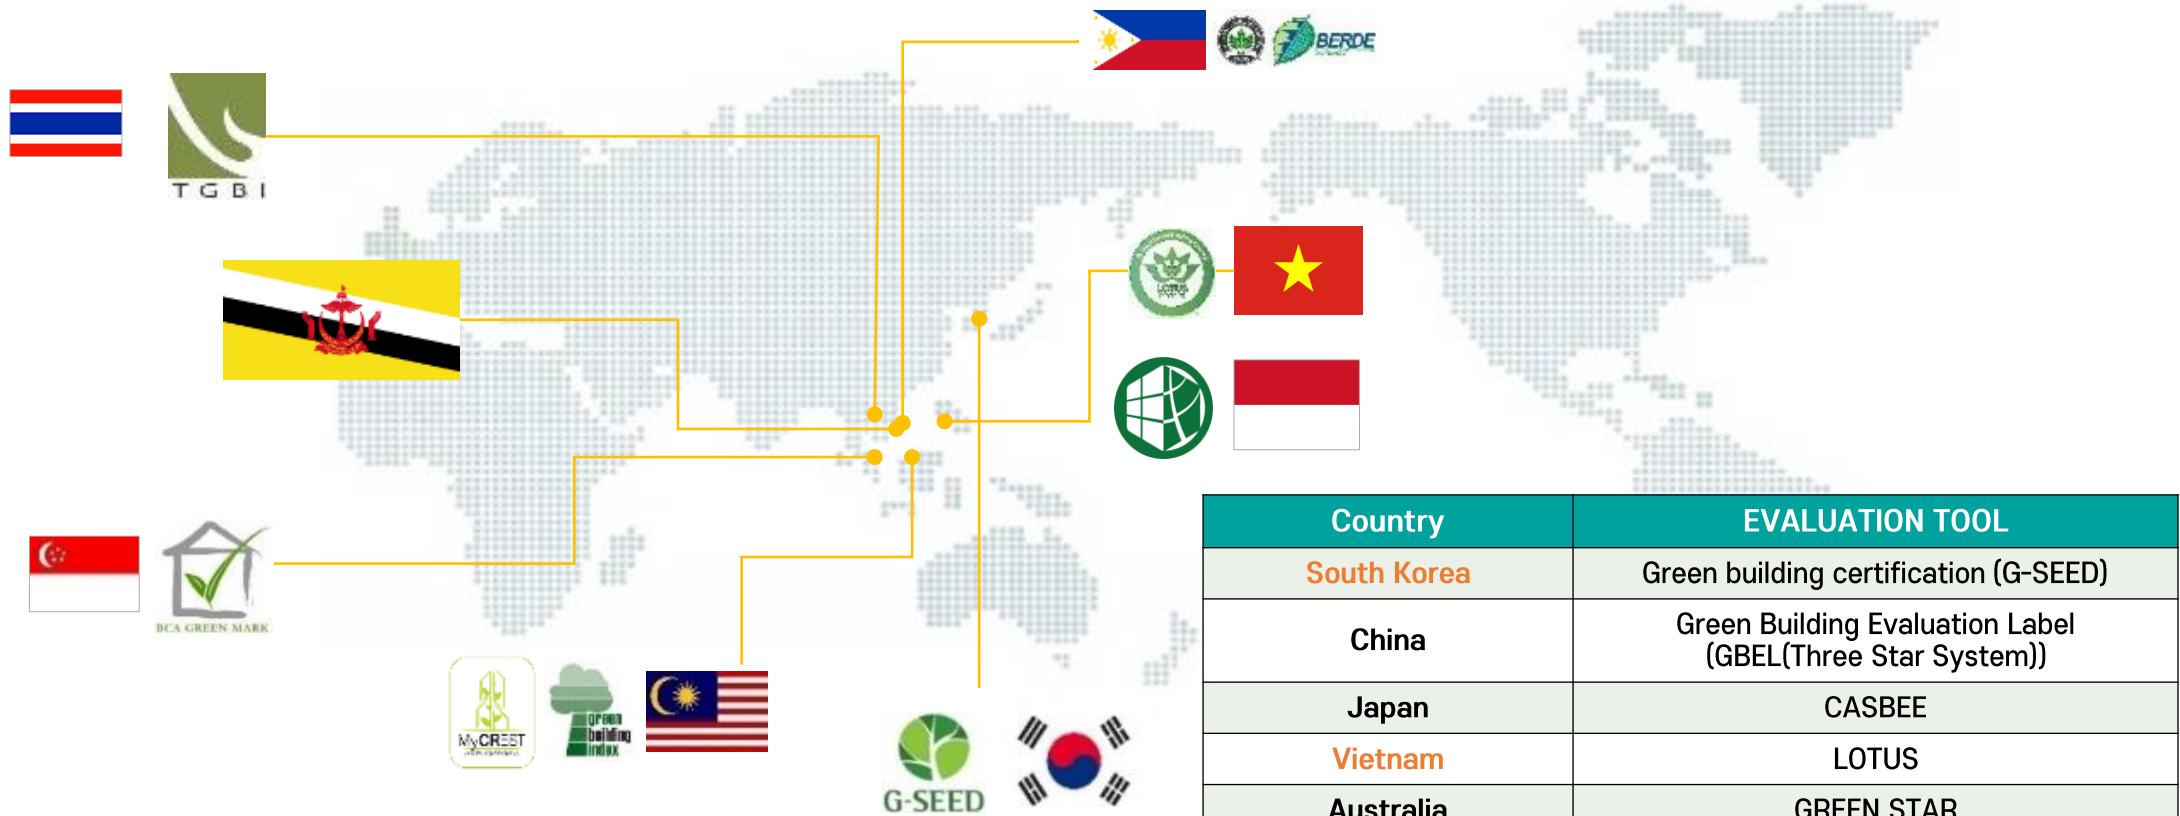 BERDE
TGBI
LOTUS
BCA GREEN MARK
MyCREST
green
building
index
G-SEED
Country
EVALUATION TOOL
South Korea
Green building certification (G-SEED)
China
Green Building Evaluation Label
(GBEL(Three Star System))
Japan
CASBEE
Vietnam
LOTUS
Australia
GREEN STAR